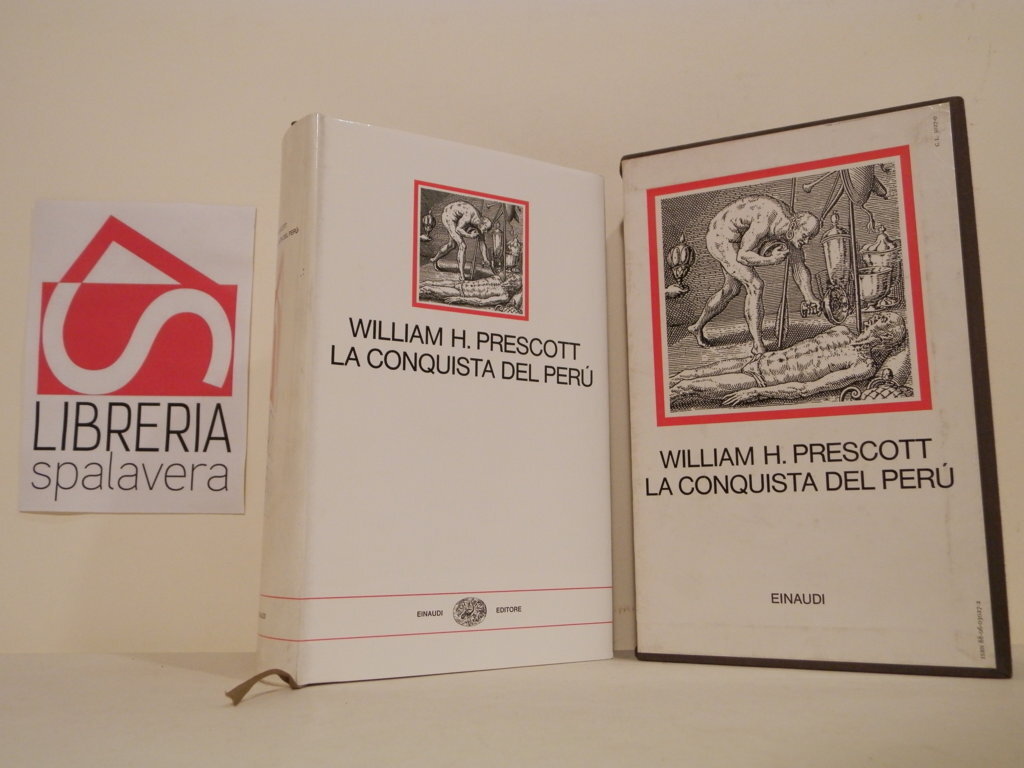 LIBRERIA
spalavera
WILLIAM H. PRESCOTT
LA CONQUISTA DEL PERÚ
EINAUDI EDITORE
WILLIAM H. PRESCOTT
LA CONQUISTA DEL PERÚ
EINAUDI